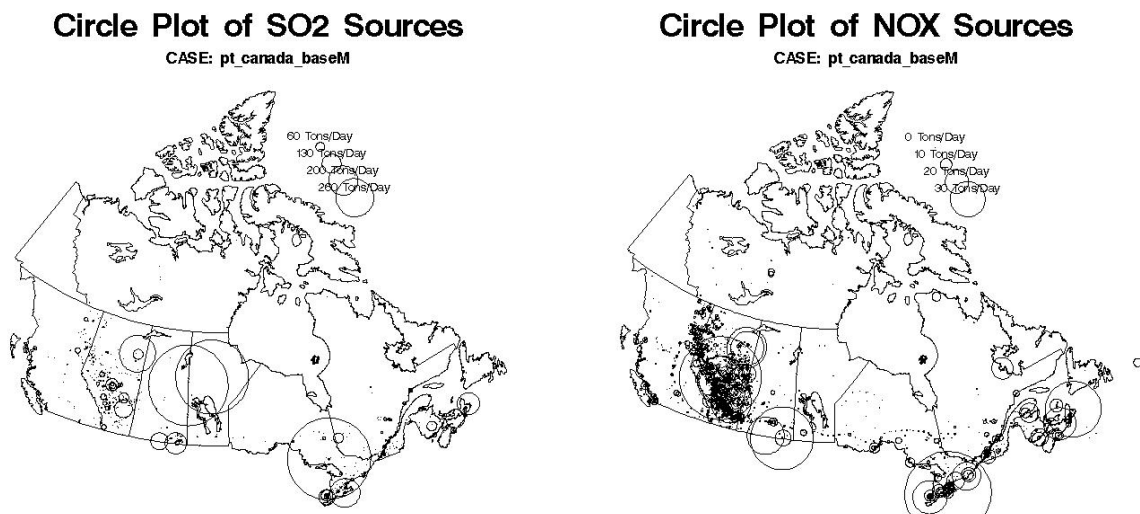 Circle Plot of SO2 Sources
CASE: pt_canada_baseM
60 Tons/Day
130 Tons/Day
200 Tons/Day
260 Tons/Day
Circle Plot of NOX Sources
CASE: pt_canada_baseM
0 Tons/Day
10 Tons/Day
20 Tons/Day
30 Tons/Day